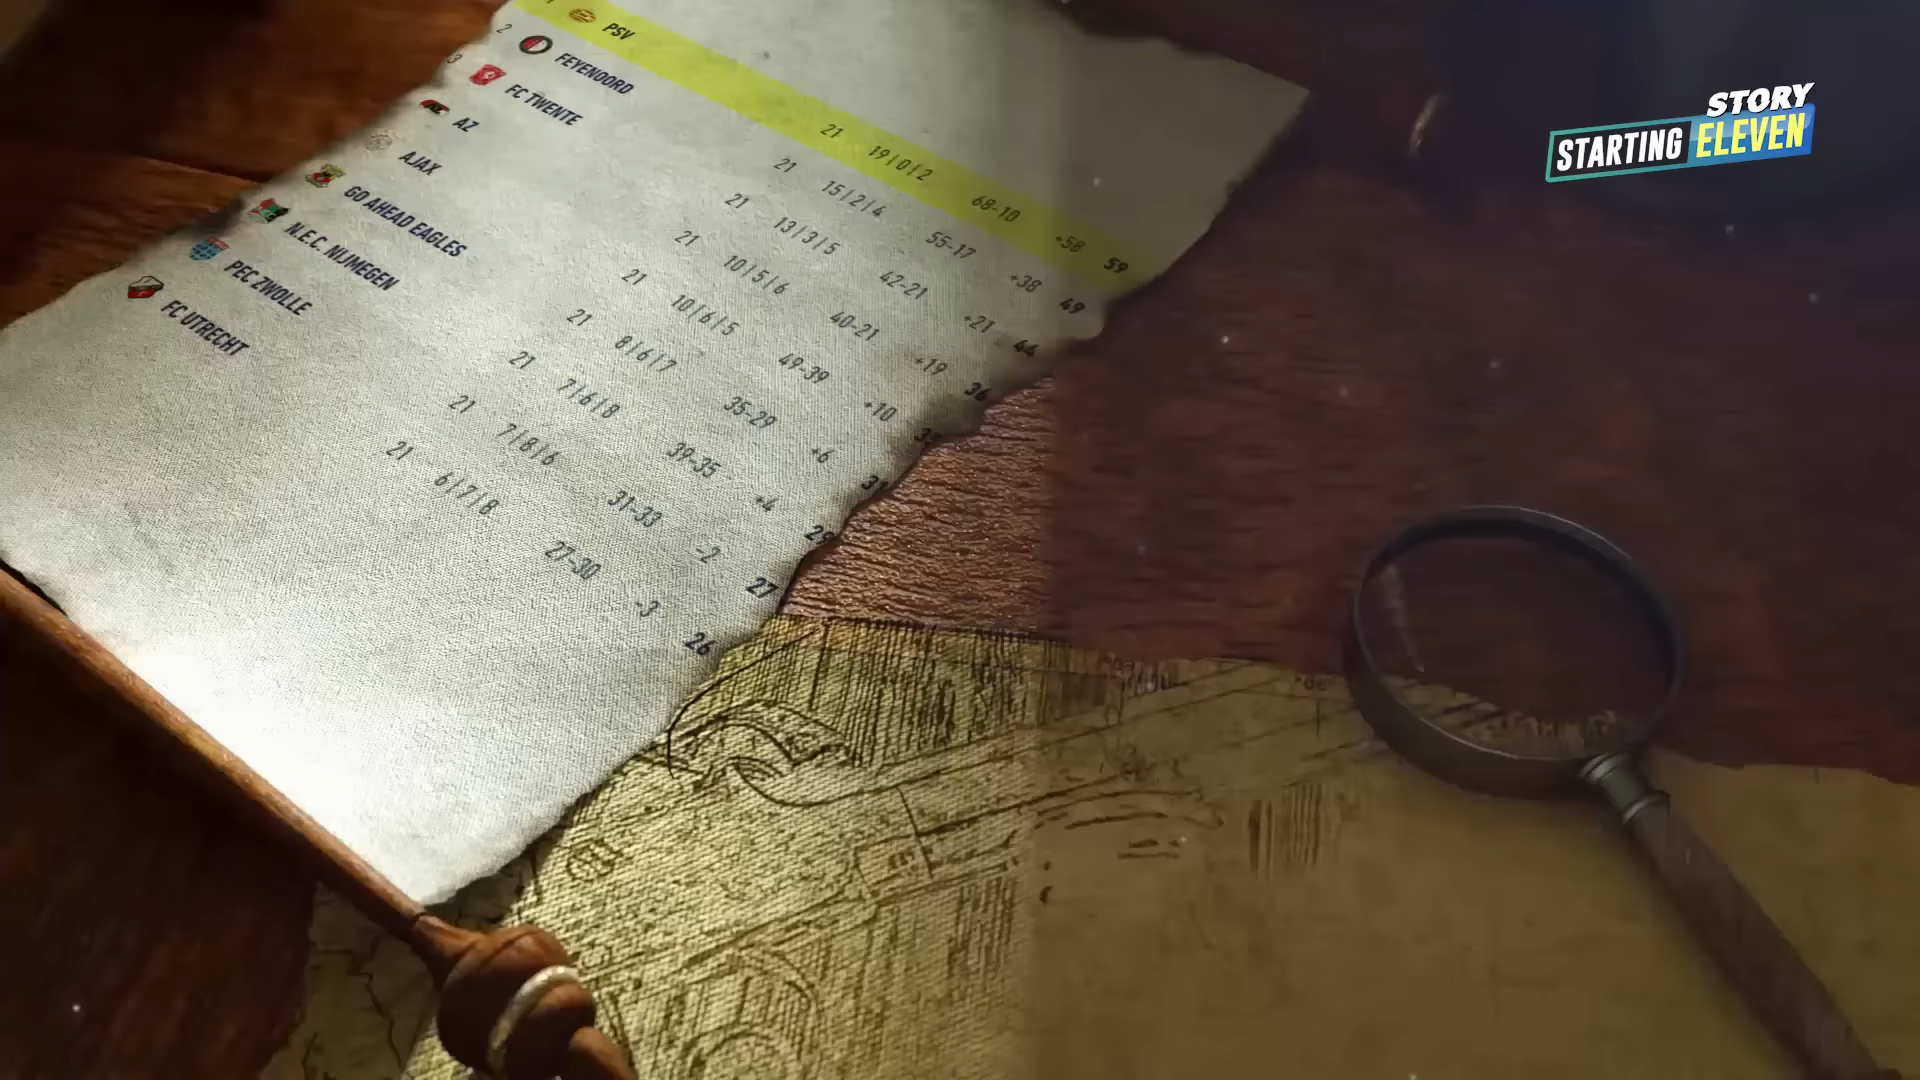 STORY
STARTING ELEVEN
1 PSV 21 19|0|2 68-10 +58 59
2 FEYENOORD 21 15|2|4 55-17 +38 49
3 FC TWENTE 21 13|3|5 42-21 +21 44
AZ 21 10|5|6 40-21 +19 36
AJAX 21 10|6|5 49-39 +10
GO AHEAD EAGLES 21 8|6|7 35-29 +6
N.E.C. NIJMEGEN 21 7|6|8 39-35 +4
PEC ZWOLLE 21 7|8|6 31-33 -2 27
FC UTRECHT 21 6|7|8 27-30 -3 26